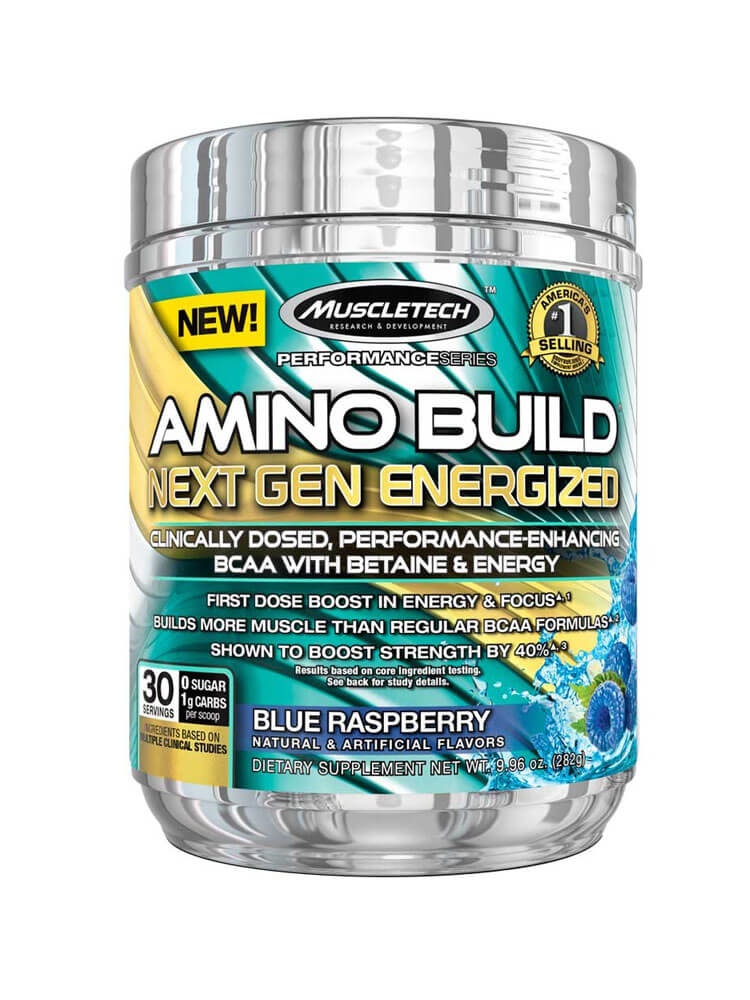 NEW!
MUSCLETECH™
RESEARCH & DEVELOPMENT
PERFORMANCESERIES
AMERICA'S
#1
SELLING
AMINO BUILD
NEXT GEN ENERGIZED
CLINICALLY DOSED, PERFORMANCE-ENHANCING
BCAA WITH BETAINE & ENERGY
FIRST DOSE BOOST IN ENERGY & FOCUS▲,1
BUILDS MORE MUSCLE THAN REGULAR BCAA FORMULAS▲,2
SHOWN TO BOOST STRENGTH BY 40%▲,3
Results based on core ingredient testing.
See back for study details.
30
SERVINGS
0 SUGAR
1g CARBS
per scoop
INGREDIENTS BASED ON
MULTIPLE CLINICAL STUDIES
BLUE RASPBERRY
NATURAL & ARTIFICIAL FLAVORS
DIETARY SUPPLEMENT NET WT. 9.96 oz. (282g)